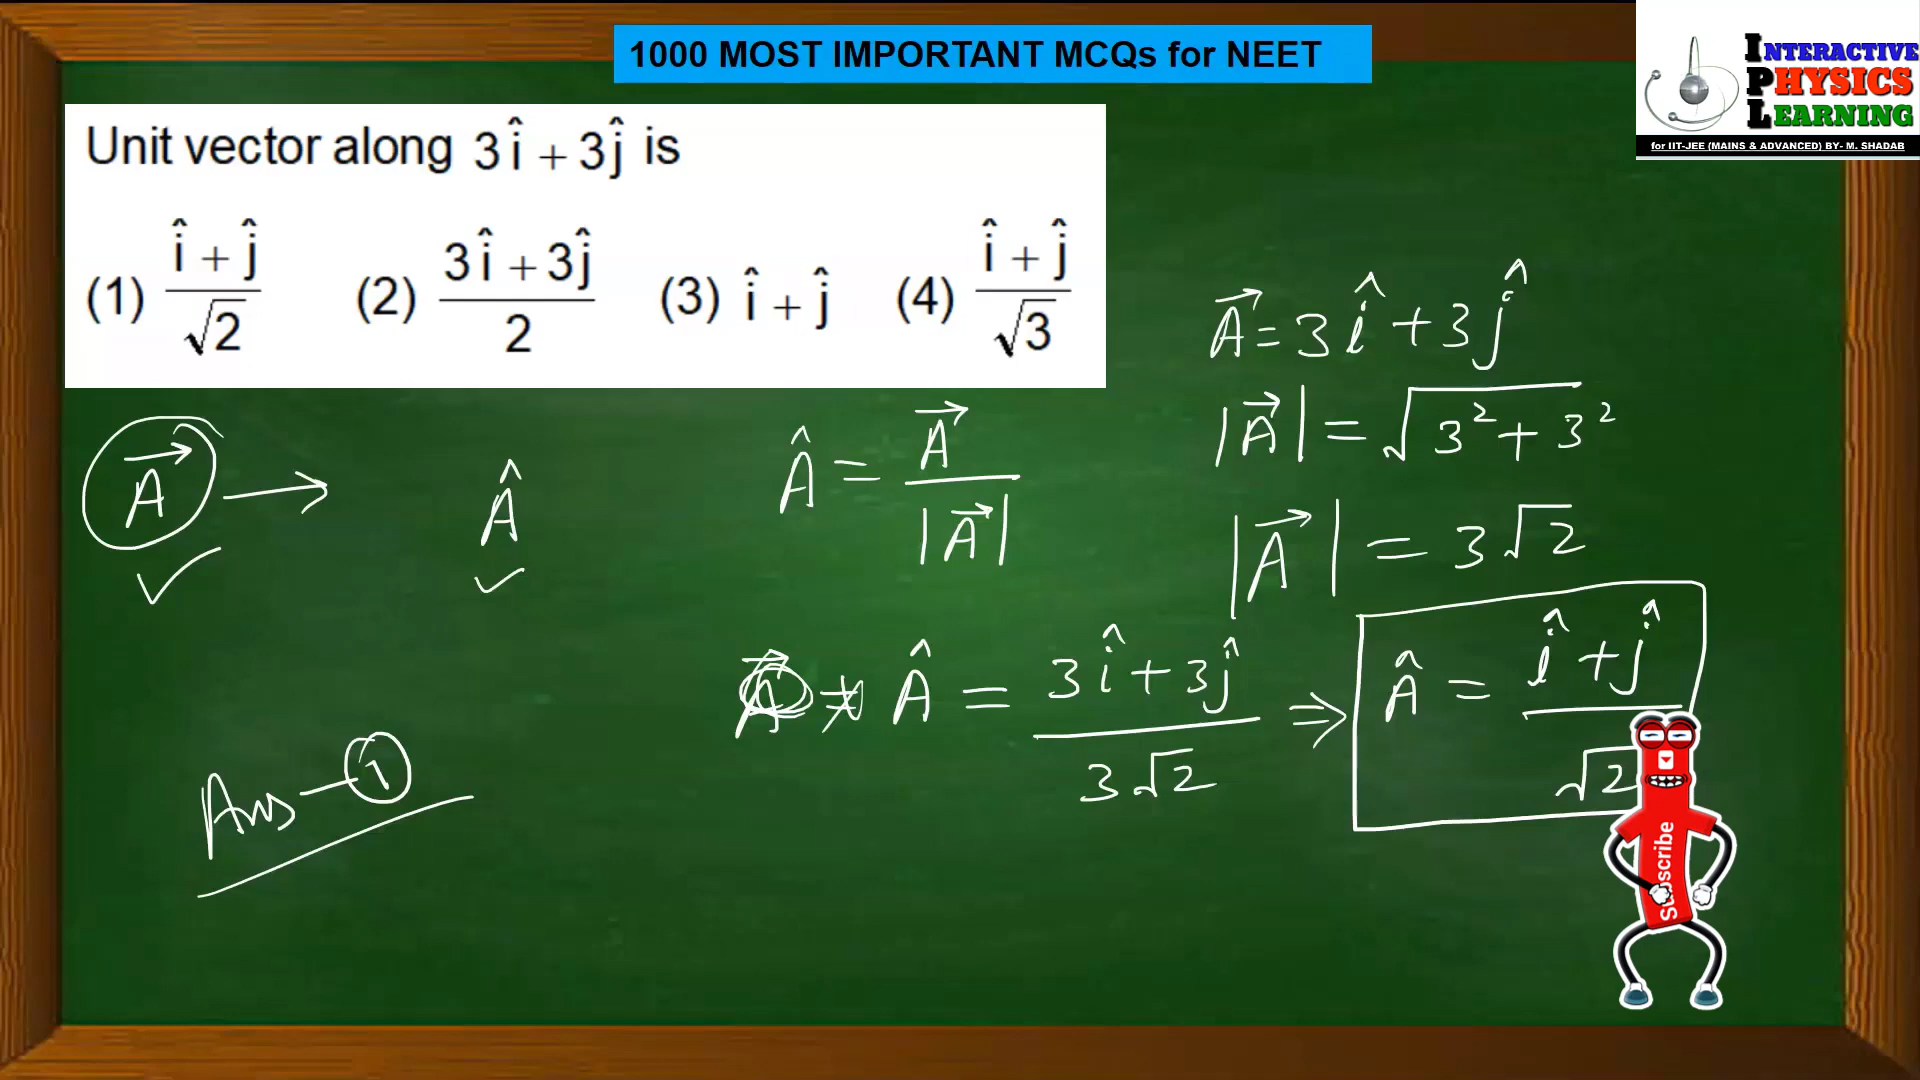 1000 MOST IMPORTANT MCQs for NEET
INTERACTIVE
PHYSICS
LEARNING
for IIT-JEE (MAINS & ADVANCED) BY- M. SHADAB
Unit vector along 3î + 3ĵ is
(1) (î + ĵ)/√2 (2) (3î + 3ĵ)/2 (3) î + ĵ (4) (î + ĵ)/√3
A⃗ = 3î + 3ĵ
|A⃗| = √(3² + 3²)
A⃗ → Â
 = A⃗/|A⃗|
|A⃗| = 3√2
 = (3î + 3ĵ)/(3√2) ⇒  = (î + ĵ)/√2
Ans – 1
Subscribe